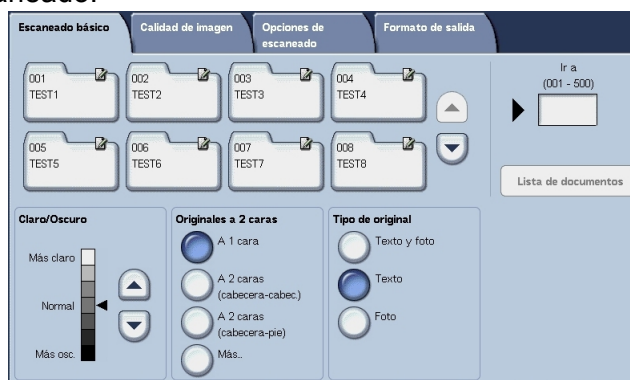 Escaneado básico
Calidad de imagen
Opciones de
escaneado
Formato de salida
001
TEST1
002
TEST2
003
TEST3
004
TEST4
Ir a
(001 - 500)
005
TEST5
006
TEST6
007
TEST7
008
TEST8
Lista de documentos
Claro/Oscuro
Más claro
Normal
Más osc.
Originales a 2 caras
A 1 cara
A 2 caras
(cabecera-cabec.)
A 2 caras
(cabecera-pie)
Más...
Tipo de original
Texto y foto
Texto
Foto